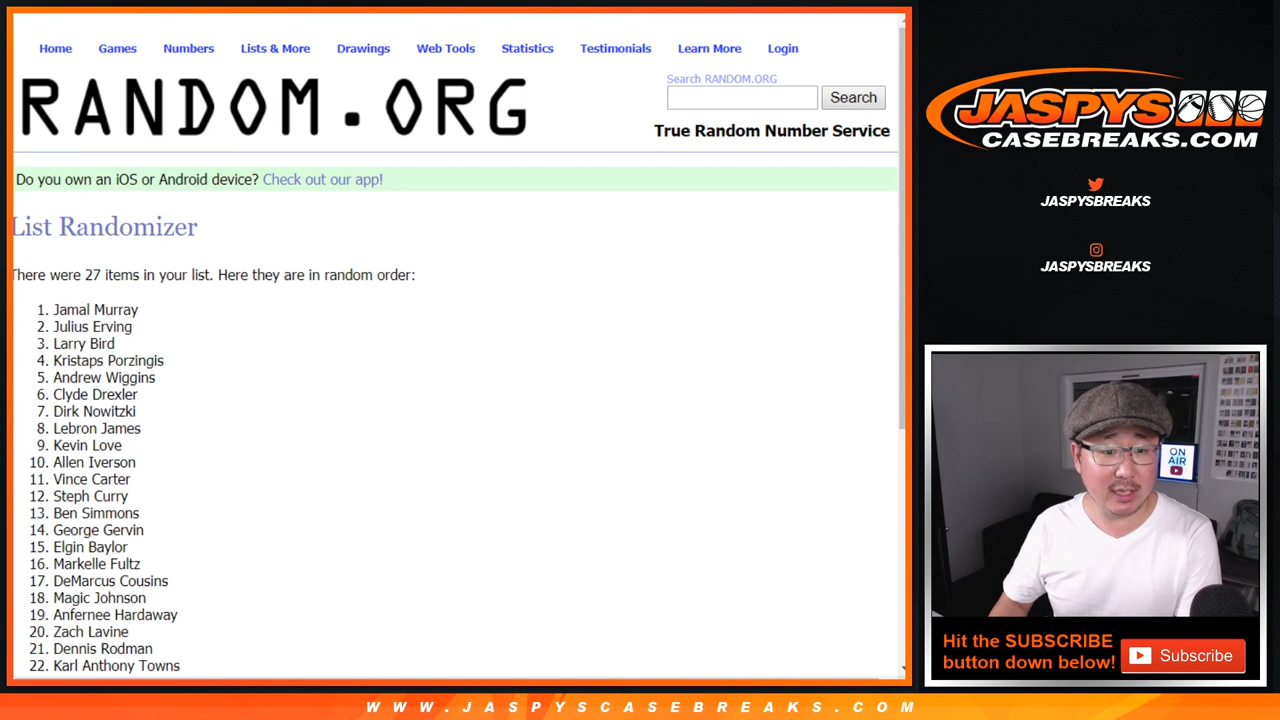 Home Games Numbers Lists & More Drawings Web Tools Statistics Testimonials Learn More Login
RANDOM.ORG
Search RANDOM.ORG
Search
True Random Number Service
Do you own an iOS or Android device? Check out our app!
List Randomizer
There were 27 items in your list. Here they are in random order:
1. Jamal Murray
2. Julius Erving
3. Larry Bird
4. Kristaps Porzingis
5. Andrew Wiggins
6. Clyde Drexler
7. Dirk Nowitzki
8. Lebron James
9. Kevin Love
10. Allen Iverson
11. Vince Carter
12. Steph Curry
13. Ben Simmons
14. George Gervin
15. Elgin Baylor
16. Markelle Fultz
17. DeMarcus Cousins
18. Magic Johnson
19. Anfernee Hardaway
20. Zach Lavine
21. Dennis Rodman
22. Karl Anthony Towns
JASPYS
CASEBREAKS.COM
JASPYSBREAKS
JASPYSBREAKS
ON
AIR
Hit the SUBSCRIBE
button down below!
Subscribe
WWW.JASPYSCASEBREAKS.COM